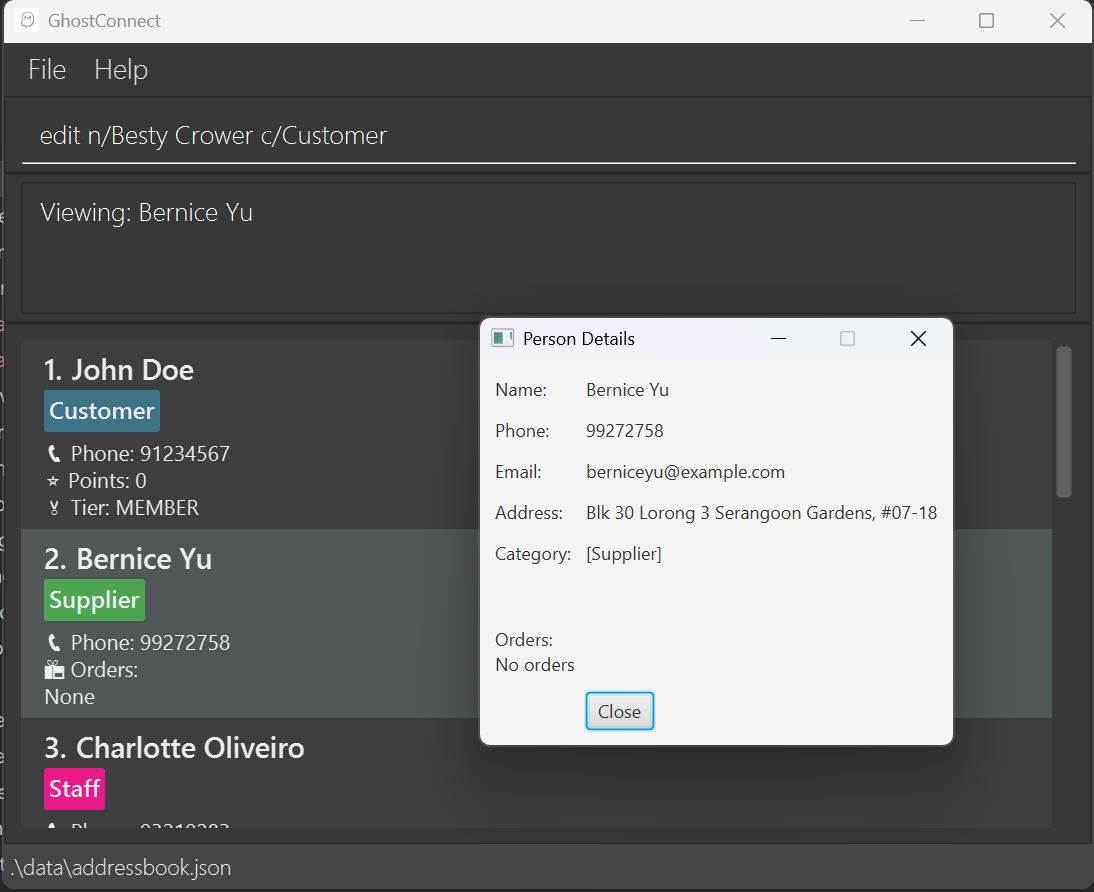 GhostConnect
File Help
edit n/Besty Crower c/Customer
Viewing: Bernice Yu
1. John Doe
Customer
Phone: 91234567
Points: 0
Tier: MEMBER
2. Bernice Yu
Supplier
Phone: 99272758
Orders:
None
3. Charlotte Oliveiro
Staff
Person Details
Name: Bernice Yu
Phone: 99272758
Email: berniceyu@example.com
Address: Blk 30 Lorong 3 Serangoon Gardens, #07-18
Category: [Supplier]
Orders:
No orders
Close
.\data\addressbook.json